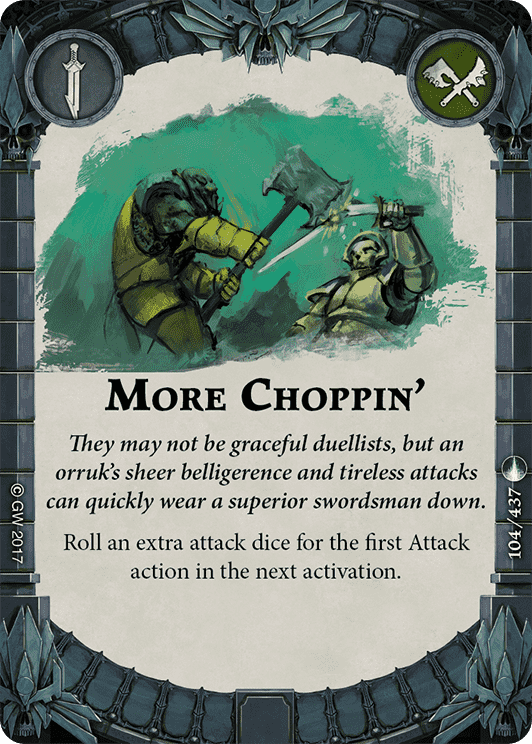 More Choppin’
They may not be graceful duellists, but an
orruk’s sheer belligerence and tireless attacks
can quickly wear a superior swordsman down.
Roll an extra attack dice for the first Attack
action in the next activation.
© GW 2017
104/437